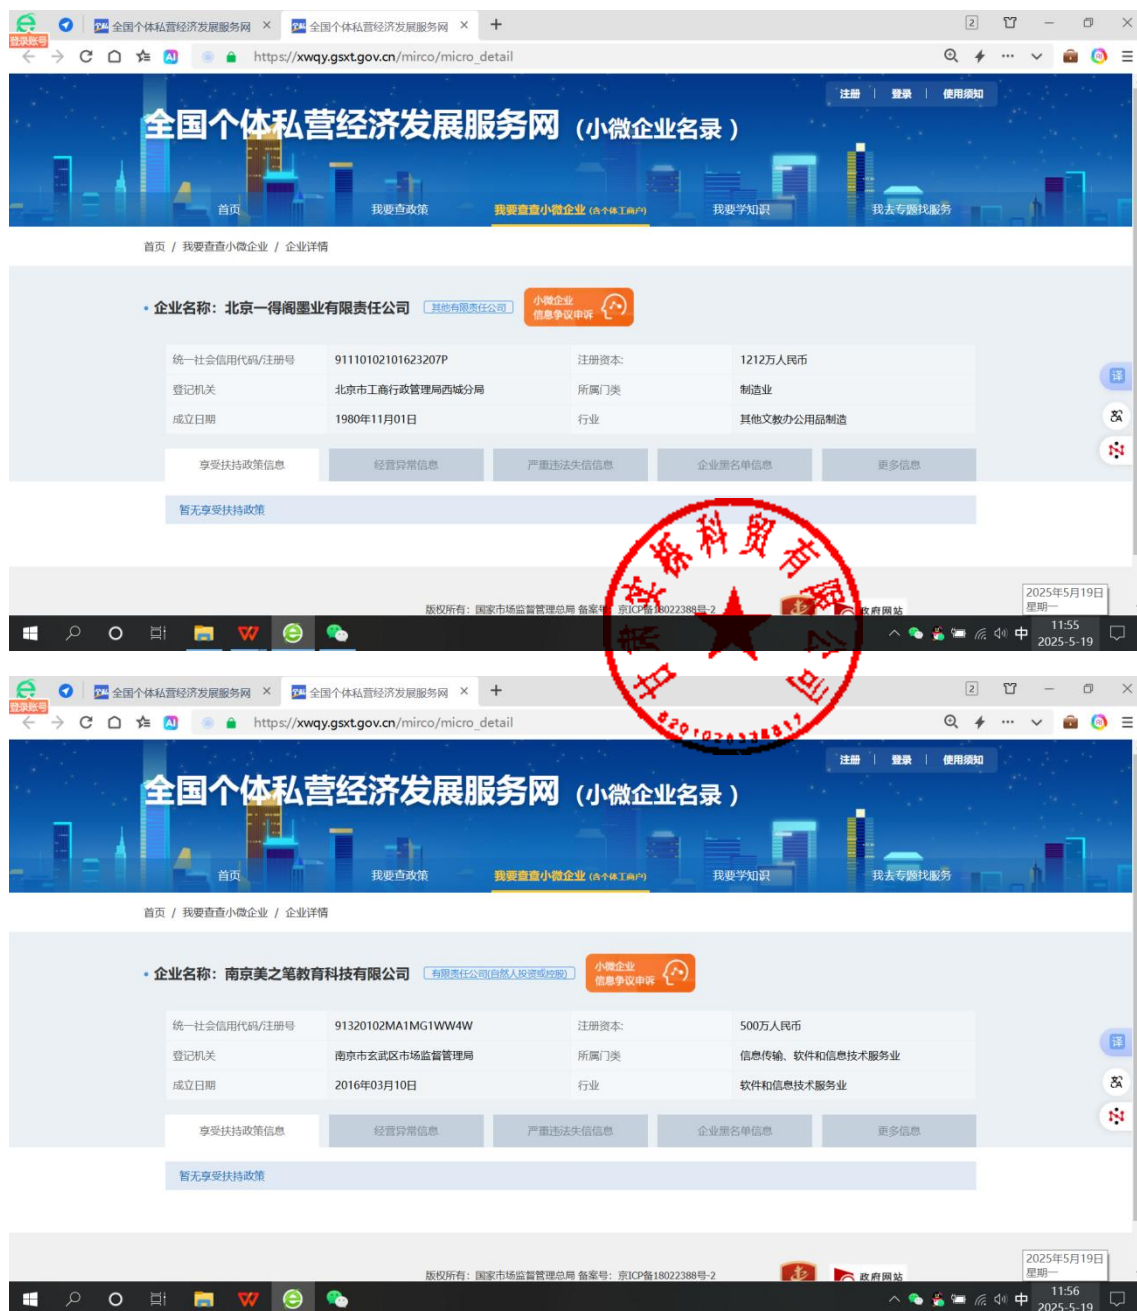 登录账号
全国个体私营经济发展服务网 × 全国个体私营经济发展服务网 × +
2
AI https://xwqy.gsxt.gov.cn/mirco/micro_detail
注册 | 登录 | 使用须知
全国个体私营经济发展服务网 (小微企业名录)
首页 我要查政策 我要查查小微企业 (含个体工商户) 我要学知识 我去专题找服务
首页 / 我要查查小微企业 / 企业详情
• 企业名称：北京一得阁墨业有限责任公司 其他有限责任公司 小微企业
信息争议申诉
统一社会信用代码/注册号 91110102101623207P 注册资本: 1212万人民币
登记机关 北京市工商行政管理局西城分局 所属门类 制造业
成立日期 1980年11月01日 行业 其他文教办公用品制造
译
享受扶持政策信息 经营异常信息 严重违法失信信息 企业黑名单信息 更多信息
暂无享受扶持政策
科贸有限公司
版权所有：国家市场监督管理总局 备案号：京ICP备18022388号-2 政府网站
2025年5月19日
星期一
中 11:55
2025-5-19
登录账号
全国个体私营经济发展服务网 × 全国个体私营经济发展服务网 × +
2
AI https://xwqy.gsxt.gov.cn/mirco/micro_detail
注册 | 登录 | 使用须知
全国个体私营经济发展服务网 (小微企业名录)
首页 我要查政策 我要查查小微企业 (含个体工商户) 我要学知识 我去专题找服务
首页 / 我要查查小微企业 / 企业详情
• 企业名称：南京美之笔教育科技有限公司 有限责任公司(自然人投资或控股) 小微企业
信息争议申诉
统一社会信用代码/注册号 91320102MA1MG1WW4W 注册资本: 500万人民币
登记机关 南京市玄武区市场监督管理局 所属门类 信息传输、软件和信息技术服务业
成立日期 2016年03月10日 行业 软件和信息技术服务业
译
享受扶持政策信息 经营异常信息 严重违法失信信息 企业黑名单信息 更多信息
暂无享受扶持政策
版权所有：国家市场监督管理总局 备案号：京ICP备18022388号-2 政府网站
2025年5月19日
星期一
中 11:56
2025-5-19